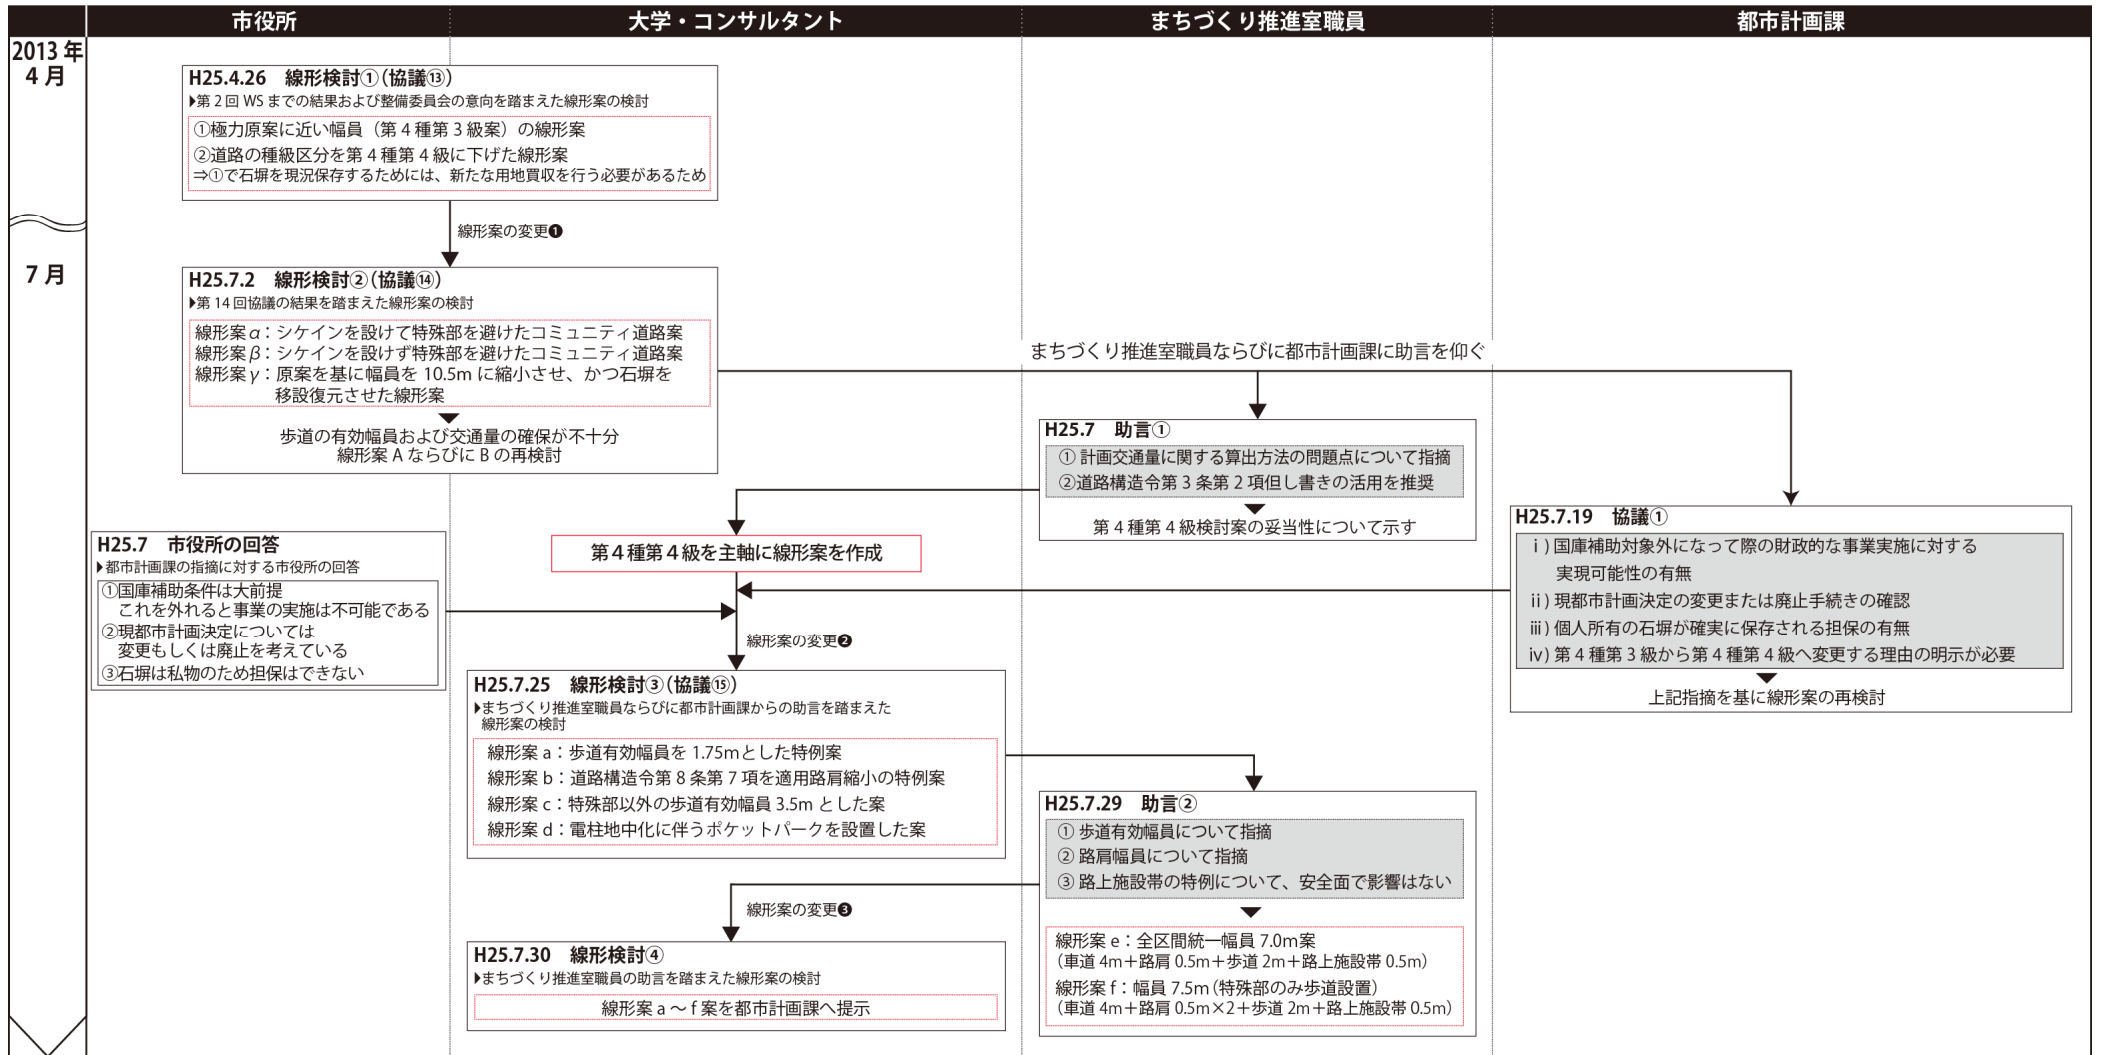 市役所
大学・コンサルタント
まちづくり推進室職員
都市計画課
2013 年
4 月
H25.4.26　線形検討①(協議⑬)
▶第 2 回 WS までの結果および整備委員会の意向を踏まえた線形案の検討
①極力原案に近い幅員（第 4 種第 3 級案）の線形案
②道路の種級区分を第 4 種第 4 級に下げた線形案
⇒①で石塀を現況保存するためには、新たな用地買収を行う必要があるため
線形案の変更❶
7 月
H25.7.2　線形検討②(協議⑭)
▶第 14 回協議の結果を踏まえた線形案の検討
線形案 α：シケインを設けて特殊部を避けたコミュニティ道路案
線形案 β：シケインを設けず特殊部を避けたコミュニティ道路案
線形案 γ：原案を基に幅員を 10.5m に縮小させ、かつ石塀を
移設復元させた線形案
歩道の有効幅員および交通量の確保が不十分
線形案 A ならびに B の再検討
まちづくり推進室職員ならびに都市計画課に助言を仰ぐ
H25.7　助言①
① 計画交通量に関する算出方法の問題点について指摘
②道路構造令第 3 条第 2 項但し書きの活用を推奨
第 4 種第 4 級検討案の妥当性について示す
H25.7.19　協議①
ⅰ) 国庫補助対象外になって際の財政的な事業実施に対する
実現可能性の有無
ⅱ) 現都市計画決定の変更または廃止手続きの確認
ⅲ) 個人所有の石塀が確実に保存される担保の有無
ⅳ) 第 4 種第 3 級から第 4 種第 4 級へ変更する理由の明示が必要
上記指摘を基に線形案の再検討
第 4 種第 4 級を主軸に線形案を作成
H25.7　市役所の回答
▶都市計画課の指摘に対する市役所の回答
①国庫補助条件は大前提
これを外れると事業の実施は不可能である
②現都市計画決定については
変更もしくは廃止を考えている
③石塀は私物のため担保はできない
線形案の変更❷
H25.7.25　線形検討③(協議⑮)
▶まちづくり推進室職員ならびに都市計画課からの助言を踏まえた
線形案の検討
線形案 a：歩道有効幅員を 1.75mとした特例案
線形案 b：道路構造令第 8 条第 7 項を適用路肩縮小の特例案
線形案 c：特殊部以外の歩道有効幅員 3.5m とした案
線形案 d：電柱地中化に伴うポケットパークを設置した案
H25.7.29　助言②
① 歩道有効幅員について指摘
② 路肩幅員について指摘
③ 路上施設帯の特例について、安全面で影響はない
線形案 e：全区間統一幅員 7.0m案
（車道 4m＋路肩 0.5m＋歩道 2m＋路上施設帯 0.5m）
線形案 f：幅員 7.5m（特殊部のみ歩道設置）
（車道 4m＋路肩 0.5m×2＋歩道 2m＋路上施設帯 0.5m）
線形案の変更❸
H25.7.30　線形検討④
▶まちづくり推進室職員の助言を踏まえた線形案の検討
線形案 a ～ f 案を都市計画課へ提示